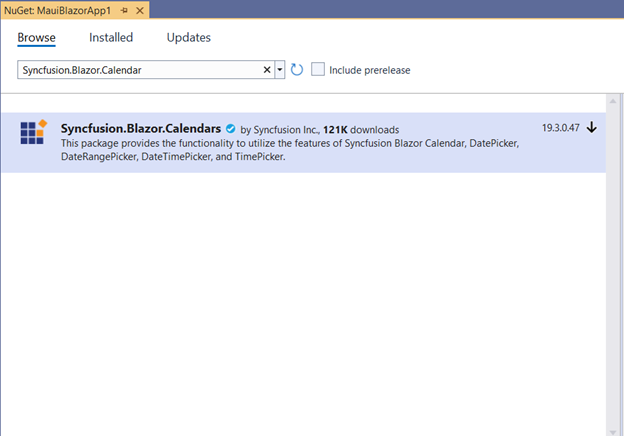 NuGet: MauiBlazorApp1
Browse Installed Updates
Syncfusion.Blazor.Calendar
Include prerelease
Syncfusion.Blazor.Calendars by Syncfusion Inc., 121K downloads 19.3.0.47
This package provides the functionality to utilize the features of Syncfusion Blazor Calendar, DatePicker,
DateRangePicker, DateTimePicker, and TimePicker.